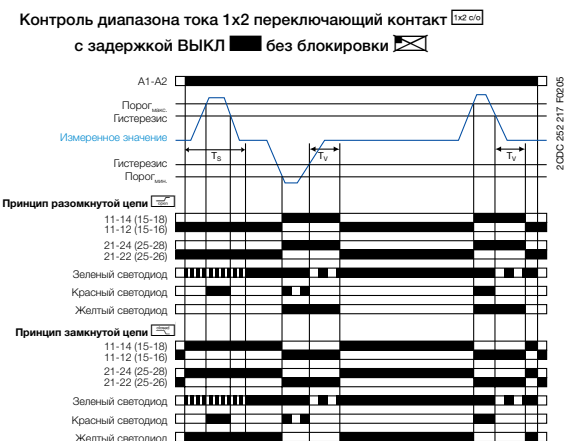 Контроль диапазона тока 1x2 переключающий контакт 1x2 c/o
с задержкой ВЫКЛ без блокировки
A1-A2
Порог макс.
Гистерезис
Измеренное значение
Гистерезис
Порог мин.
Ts
Tv
Tv
2CDC 252 217 F0205
Принцип разомкнутой цепи open
11-14 (15-18)
11-12 (15-16)
21-24 (25-28)
21-22 (25-26)
Зеленый светодиод
Красный светодиод
Желтый светодиод
Принцип замкнутой цепи closed
11-14 (15-18)
11-12 (15-16)
21-24 (25-28)
21-22 (25-26)
Зеленый светодиод
Красный светодиод
Желтый светодиод